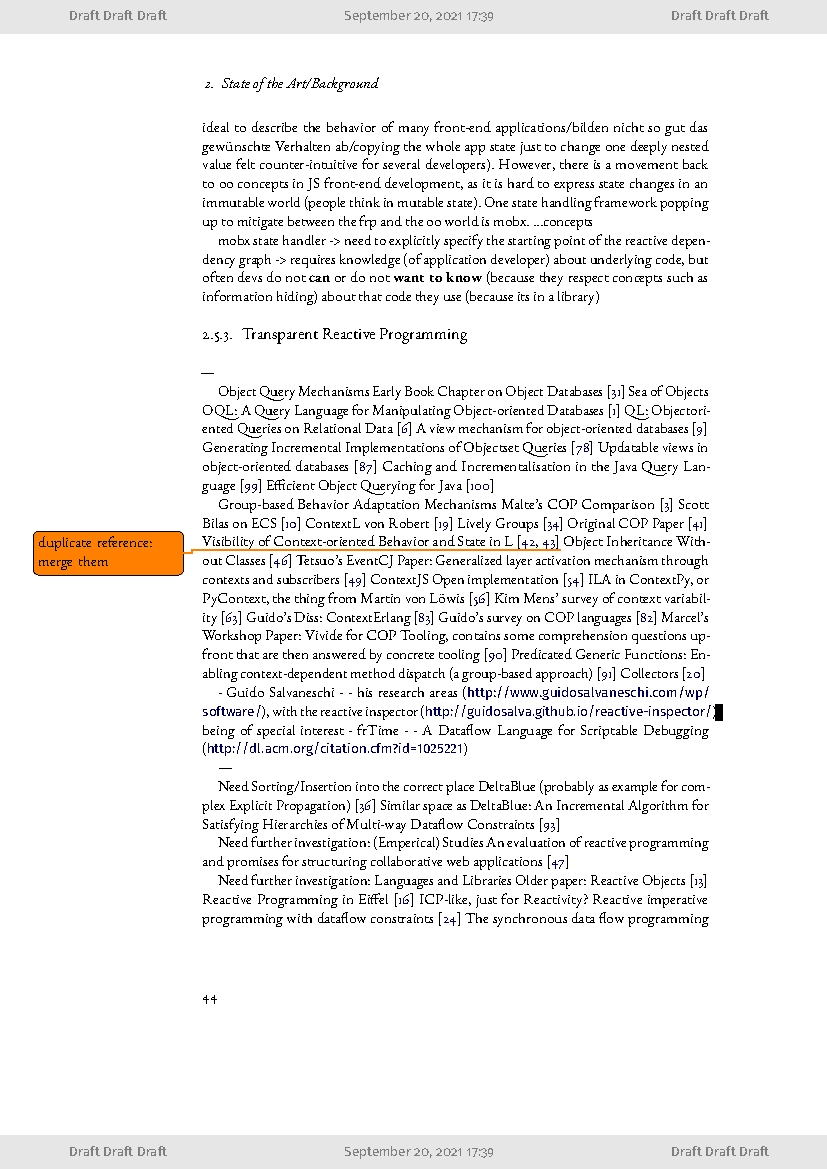 Draft Draft Draft September 20, 2021 17:39 Draft Draft Draft
2. State of the Art/Background
ideal to describe the behavior of many front-end applications/bilden nicht so gut das
gewünschte Verhalten ab/copying the whole app state just to change one deeply nested
value felt counter-intuitive for several developers). However, there is a movement back
to oo concepts in JS front-end development, as it is hard to express state changes in an
immutable world (people think in mutable state). One state handling framework popping
up to mitigate between the frp and the oo world is mobx. ...concepts
mobx state handler -> need to explicitly specify the starting point of the reactive depen-
dency graph -> requires knowledge (of application developer) about underlying code, but
often devs do not can or do not want to know (because they respect concepts such as
information hiding) about that code they use (because its in a library)
2.5.3. Transparent Reactive Programming
—
Object Query Mechanisms Early Book Chapter on Object Databases [31] Sea of Objects
OQL: A Query Language for Manipulating Object-oriented Databases [1] QL: Objectori-
ented Queries on Relational Data [6] A view mechanism for object-oriented databases [9]
Generating Incremental Implementations of Objectset Queries [78] Updatable views in
object-oriented databases [87] Caching and Incrementalisation in the Java Query Lan-
guage [99] Efficient Object Querying for Java [100]
Group-based Behavior Adaptation Mechanisms Malte's COP Comparison [3] Scott
Bilas on ECS [10] ContextL von Robert [19] Lively Groups [34] Original COP Paper [41]
duplicate reference:
merge them
Visibility of Context-oriented Behavior and State in L [42, 43] Object Inheritance With-
out Classes [46] Tetsuo's EventCJ Paper: Generalized layer activation mechanism through
contexts and subscribers [49] ContextJS Open implementation [54] ILA in ContextPy, or
PyContext, the thing from Martin von Löwis [56] Kim Mens' survey of context variabil-
ity [63] Guido's Diss: ContextErlang [83] Guido's survey on COP languages [82] Marcel's
Workshop Paper: Vivide for COP Tooling, contains some comprehension questions up-
front that are then answered by concrete tooling [90] Predicated Generic Functions: En-
abling context-dependent method dispatch (a group-based approach) [91] Collectors [20]
- Guido Salvaneschi - - his research areas (http://www.guidosalvaneschi.com/wp/
software/), with the reactive inspector (http://guidosalva.github.io/reactive-inspector/)
being of special interest - frTime - - A Dataflow Language for Scriptable Debugging
(http://dl.acm.org/citation.cfm?id=1025221)
—
Need Sorting/Insertion into the correct place DeltaBlue (probably as example for com-
plex Explicit Propagation) [36] Similar space as DeltaBlue: An Incremental Algorithm for
Satisfying Hierarchies of Multi-way Dataflow Constraints [93]
Need further investigation: (Emperical) Studies An evaluation of reactive programming
and promises for structuring collaborative web applications [47]
Need further investigation: Languages and Libraries Older paper: Reactive Objects [13]
Reactive Programming in Eiffel [16] ICP-like, just for Reactivity? Reactive imperative
programming with dataflow constraints [24] The synchronous data flow programming
44
Draft Draft Draft September 20, 2021 17:39 Draft Draft Draft